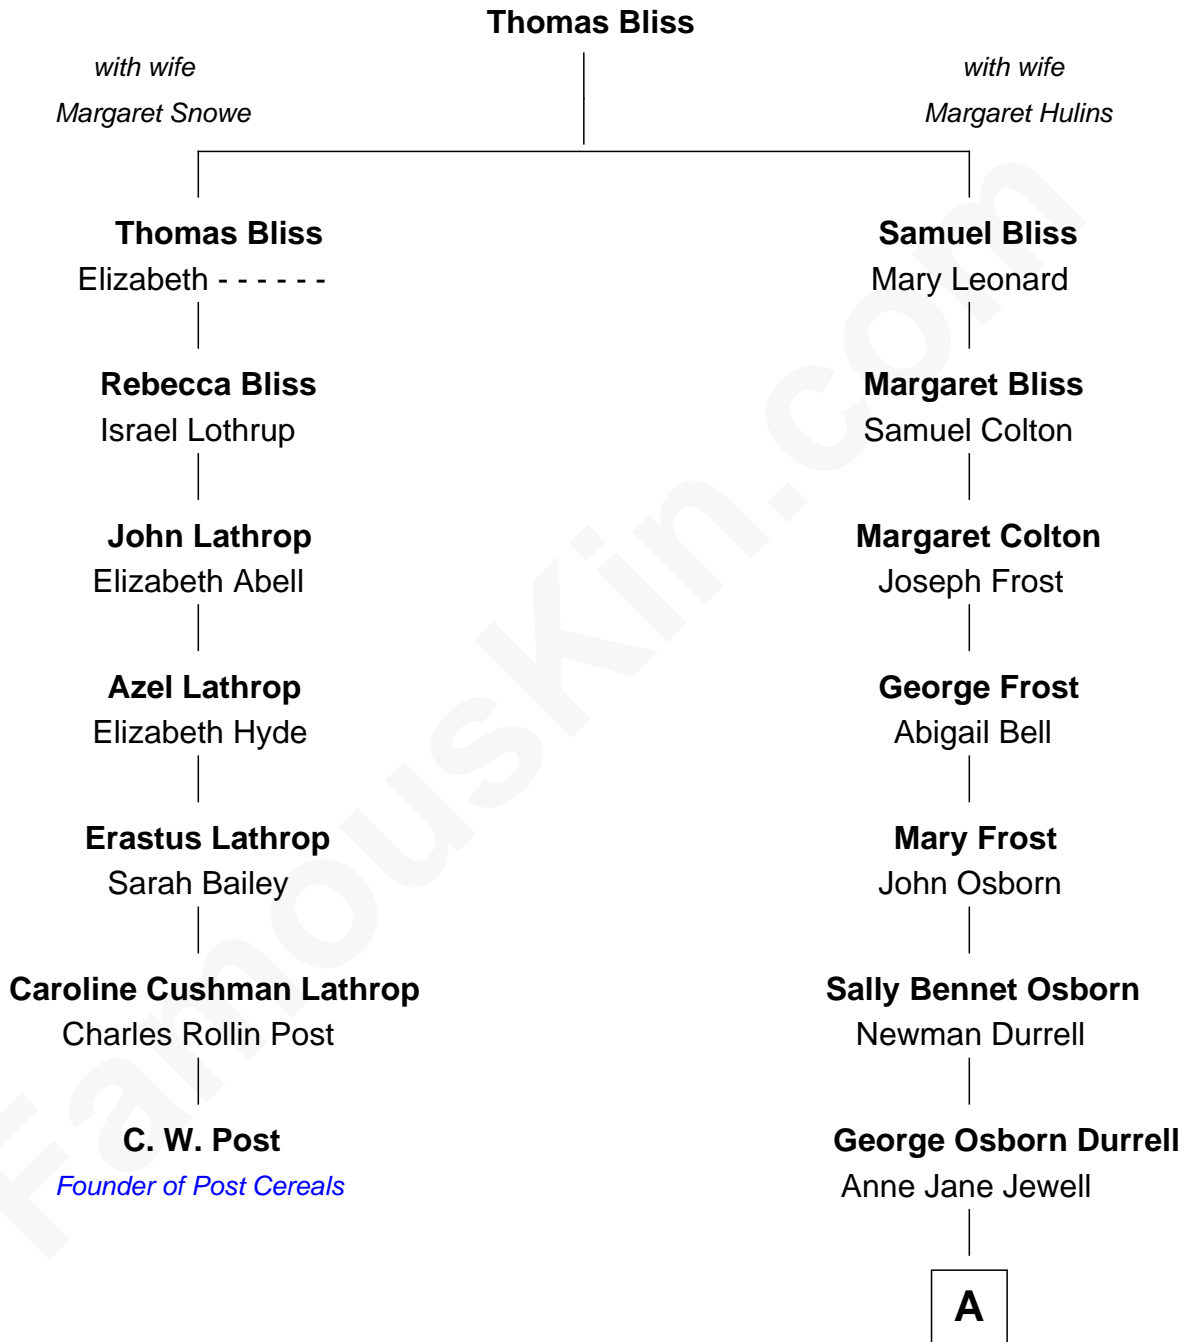 Thomas Bliss
with wife
Margaret Snowe
with wife
Margaret Hulins
Thomas Bliss
Elizabeth - - - - - -
Samuel Bliss
Mary Leonard
Rebecca Bliss
Israel Lothrup
Margaret Bliss
Samuel Colton
John Lathrop
Elizabeth Abell
Margaret Colton
Joseph Frost
Azel Lathrop
Elizabeth Hyde
George Frost
Abigail Bell
Erastus Lathrop
Sarah Bailey
Mary Frost
John Osborn
Caroline Cushman Lathrop
Charles Rollin Post
Sally Bennet Osborn
Newman Durrell
C. W. Post
Founder of Post Cereals
George Osborn Durrell
Anne Jane Jewell
A
FamousKin.com